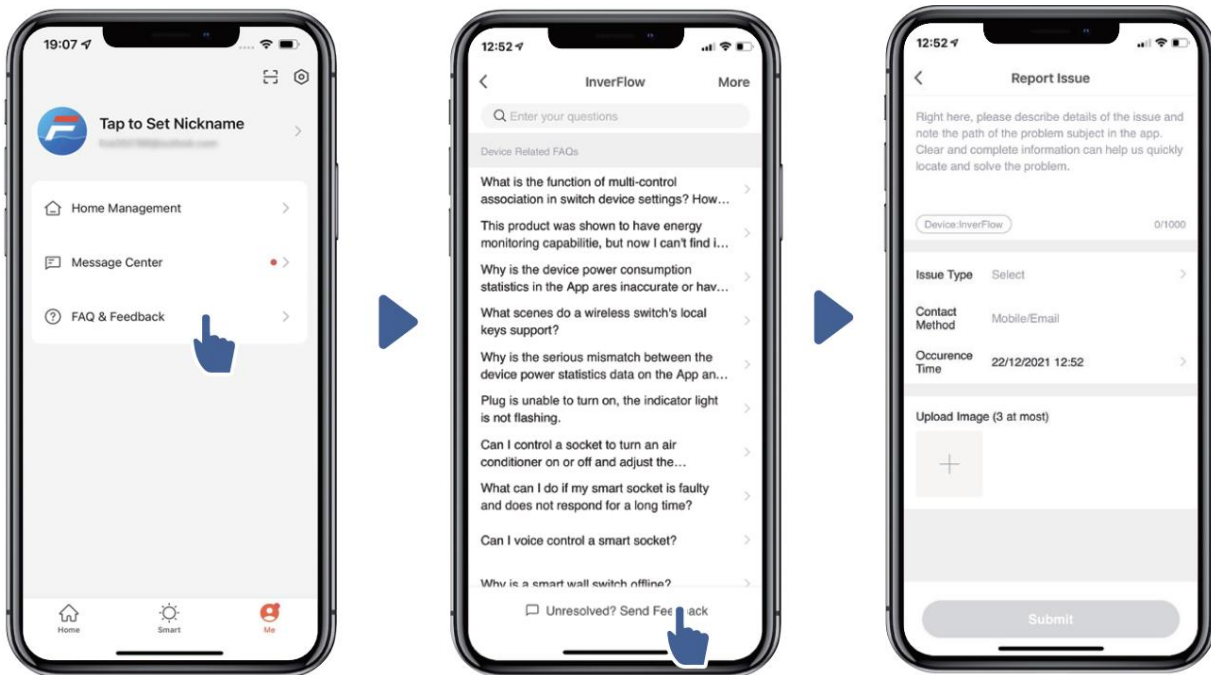 19:07
Tap to Set Nickname
Home Management
Message Center
FAQ & Feedback
Home
Smart
Me
12:52
InverFlow
More
Enter your questions
Device Related FAQs
What is the function of multi-control
association in switch device settings? How...
This product was shown to have energy
monitoring capabilitie, but now I can't find i...
Why is the device power consumption
statistics in the App ares inaccurate or hav...
What scenes do a wireless switch's local
keys support?
Why is the serious mismatch between the
device power statistics data on the App an...
Plug is unable to turn on, the indicator light
is not flashing.
Can I control a socket to turn an air
conditioner on or off and adjust the...
What can I do if my smart socket is faulty
and does not respond for a long time?
Can I voice control a smart socket?
Why is a smart wall switch offline?
Unresolved? Send Fee ack
12:52
Report Issue
Right here, please describe details of the issue and
note the path of the problem subject in the app.
Clear and complete information can help us quickly
locate and solve the problem.
Device:InverFlow
0/1000
Issue Type
Select
Contact
Method
Mobile/Email
Occurence
Time
22/12/2021 12:52
Upload Image (3 at most)
Submit